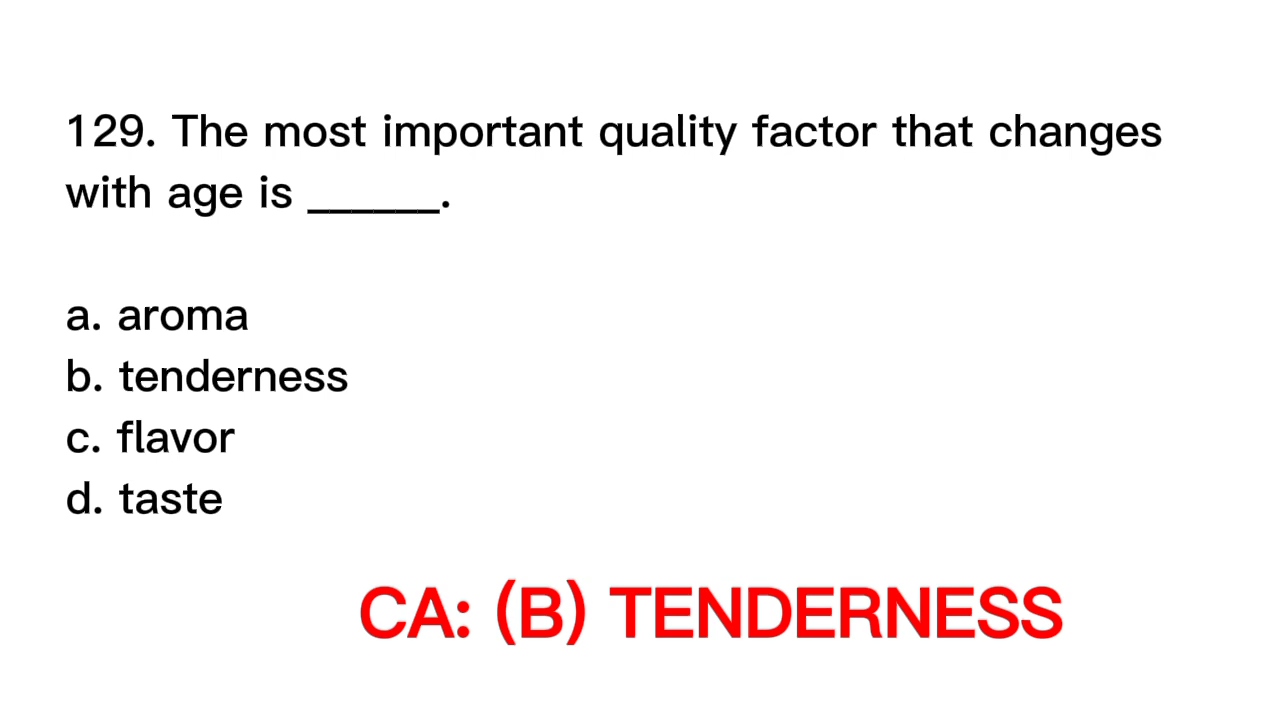 129. The most important quality factor that changes
with age is ______.
a. aroma
b. tenderness
c. flavor
d. taste
CA: (B) TENDERNESS